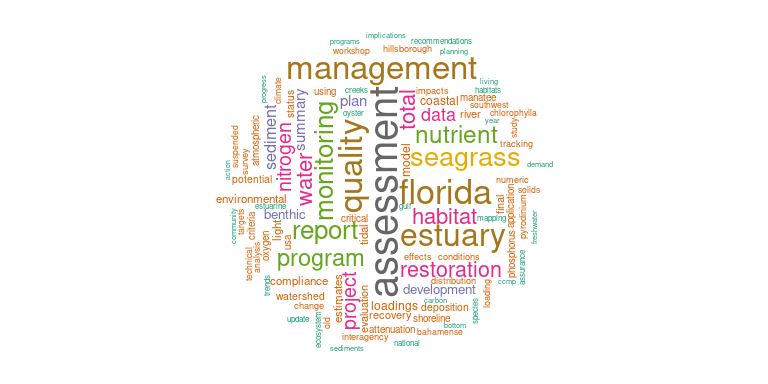 implications
programs
recommendations
workshop
hillsborough
planning
management
progress
climate
status
summary
using
creeks
plan
oyster
impacts
living
habitats
coastal
manatee
southwest
total
data
river
chlorophylla
year
study
nutrient
tracking
monitoring
quality
assessment
model
seagrass
demand
sediment
atmospheric
suspended
survey
action
nitrogen
water
potential
numeric
solids
florida
environmental
estuarine
benthic
critical
gulf
habitat
mapping
final
application
pyrodinium
freshwater
community
targets
criteria
light
usa
report
tidal
estuary
phosphorus
oxygen
technical
analysis
program
effects
conditions
assurance
restoration
ccmp
trends
compliance
project
estimates
distribution
development
loading
watershed
carbon
change
evaluation
loadings
deposition
species
recovery
shoreline
update
old
ecosystem
attenuation
bottom
bahamense
interagency
national
sediments